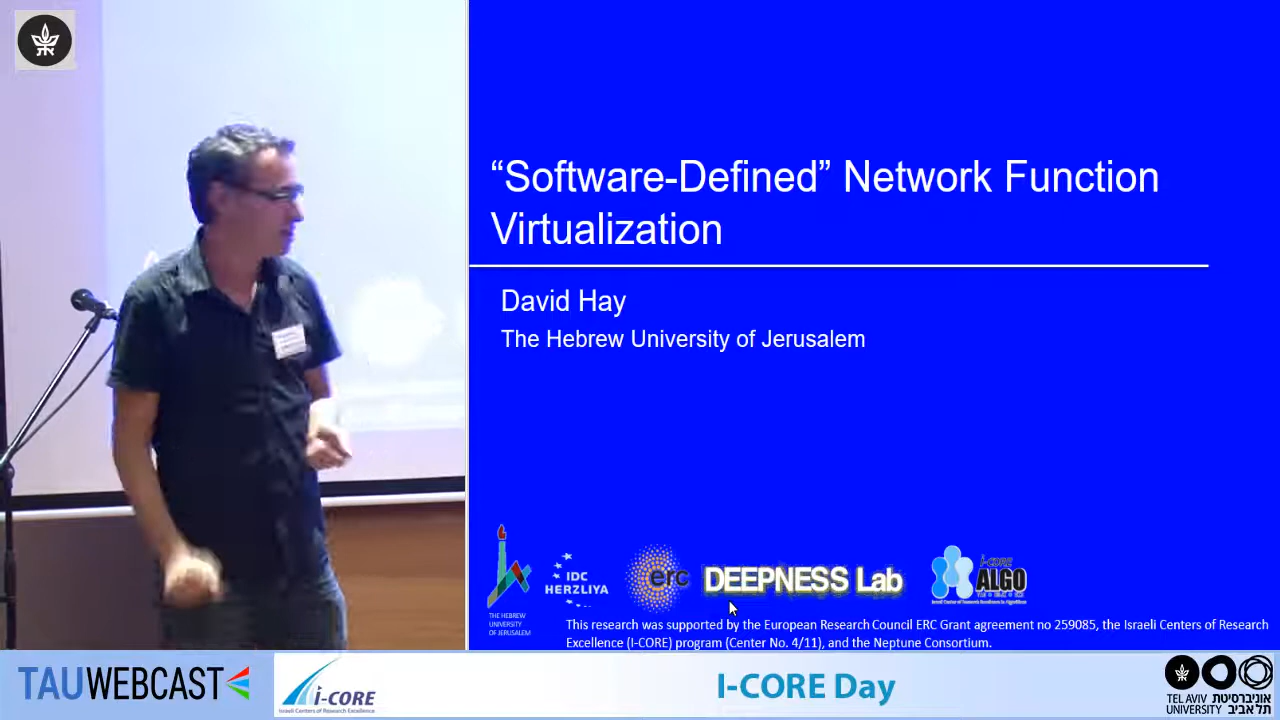 “Software-Defined” Network Function
Virtualization
David Hay
The Hebrew University of Jerusalem
THE HEBREW
UNIVERSITY
OF JERUSALEM
IDC
HERZLIYA
erc
DEEPNESS Lab
i-CORE
ALGO
This research was supported by the European Research Council ERC Grant agreement no 259085, the Israeli Centers of Research
Excellence (I-CORE) program (Center No. 4/11), and the Neptune Consortium.
TAUWEBCAST
i-CORE
Israeli Centers of Research Excellence
I-CORE Day
TEL AVIV אוניברסיטת
UNIVERSITY תל אביב